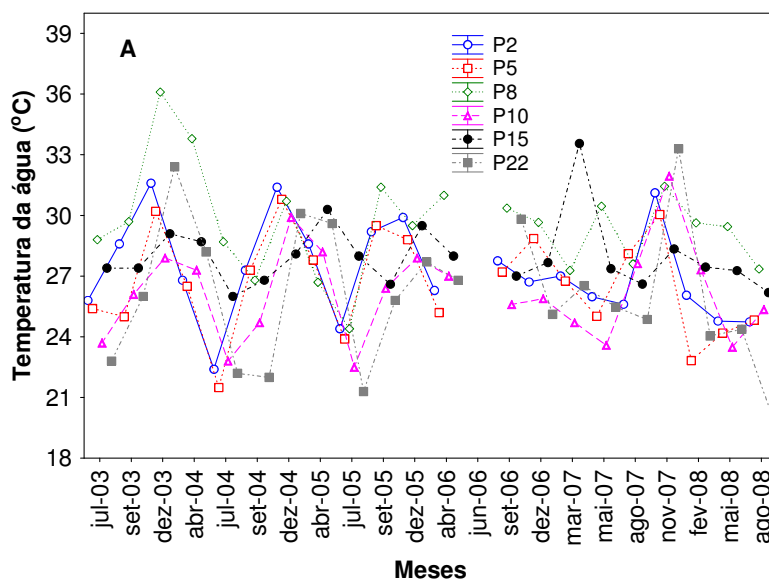 A
P2
P5
P8
P10
P15
P22
Temperatura da água (ºC)
39
36
33
30
27
24
21
18
jul-03
set-03
dez-03
abr-04
jul-04
set-04
dez-04
abr-05
jul-05
set-05
dez-05
abr-06
jun-06
set-06
dez-06
mar-07
mai-07
ago-07
nov-07
fev-08
mai-08
ago-08
Meses